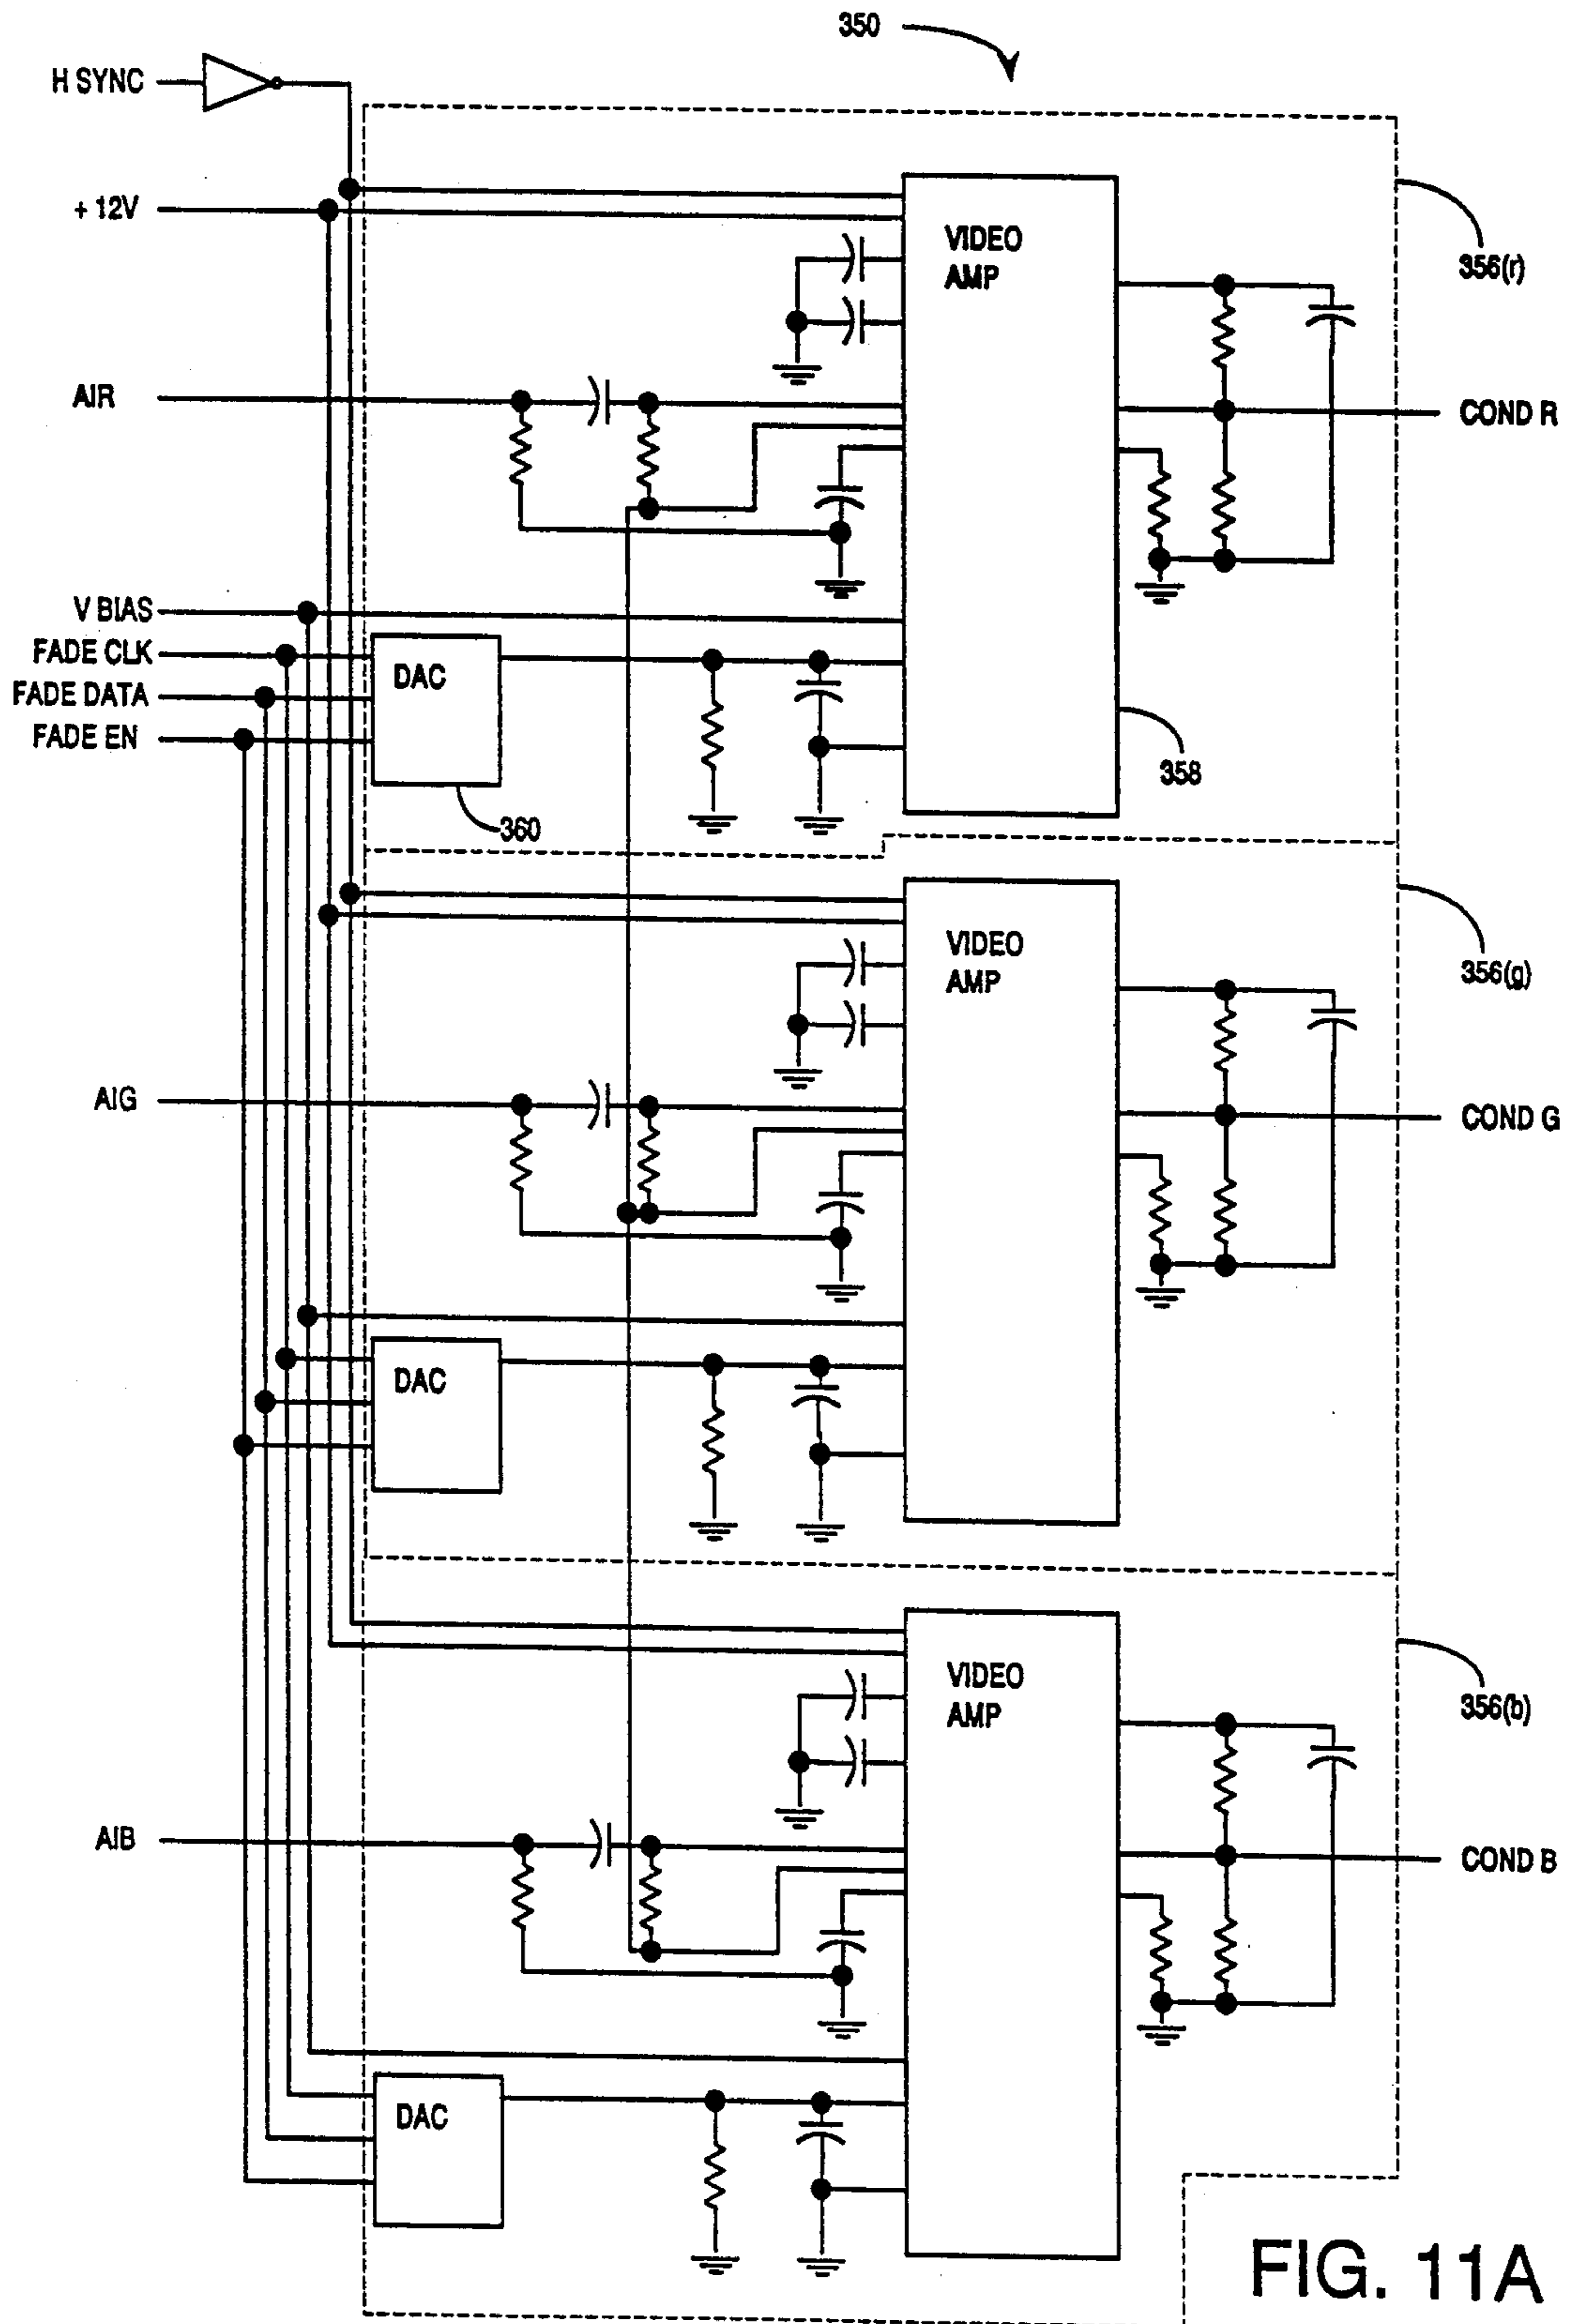 350
H SYNC
+ 12V
VIDEO
AMP
356(r)
AIR
COND R
V BIAS
FADE CLK
FADE DATA
FADE EN
DAC
358
360
VIDEO
AMP
356(g)
AIG
COND G
DAC
VIDEO
AMP
356(b)
AIB
COND B
DAC
FIG. 11A